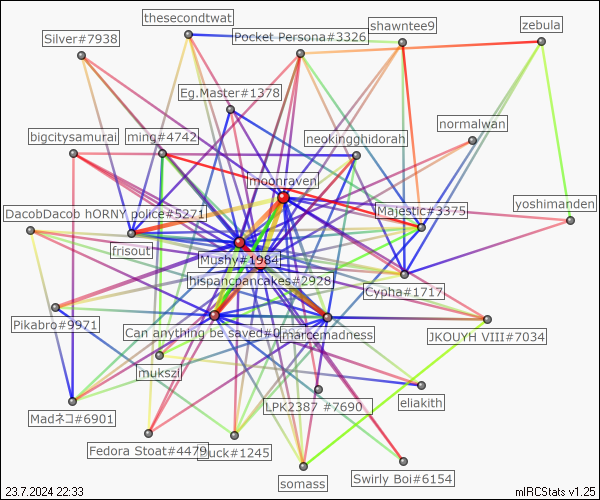 thesecondtwat
zebula
shawntee9
Silver#7938
Pocket Persona#3326
Eg.Master#1378
normalwan
bigcitysamurai
ming#4742
neokingghidorah
moonraven
yoshimanden
DacobDacob hORNY police#5271
Majestic#3375
frisout
Mushy#1984
hispancpancakes#2928
Cypha#1717
Pikabro#9971
Can anything be saved#0
marcemadness
JKOUYH VIII#7034
mukszi
LPK2387 #7690
eliakith
Madネコ#6901
Fedora Stoat#4479
uck#1245
somass
Swirly Boi#6154
23.7.2024 22:33
mIRCStats v1.25